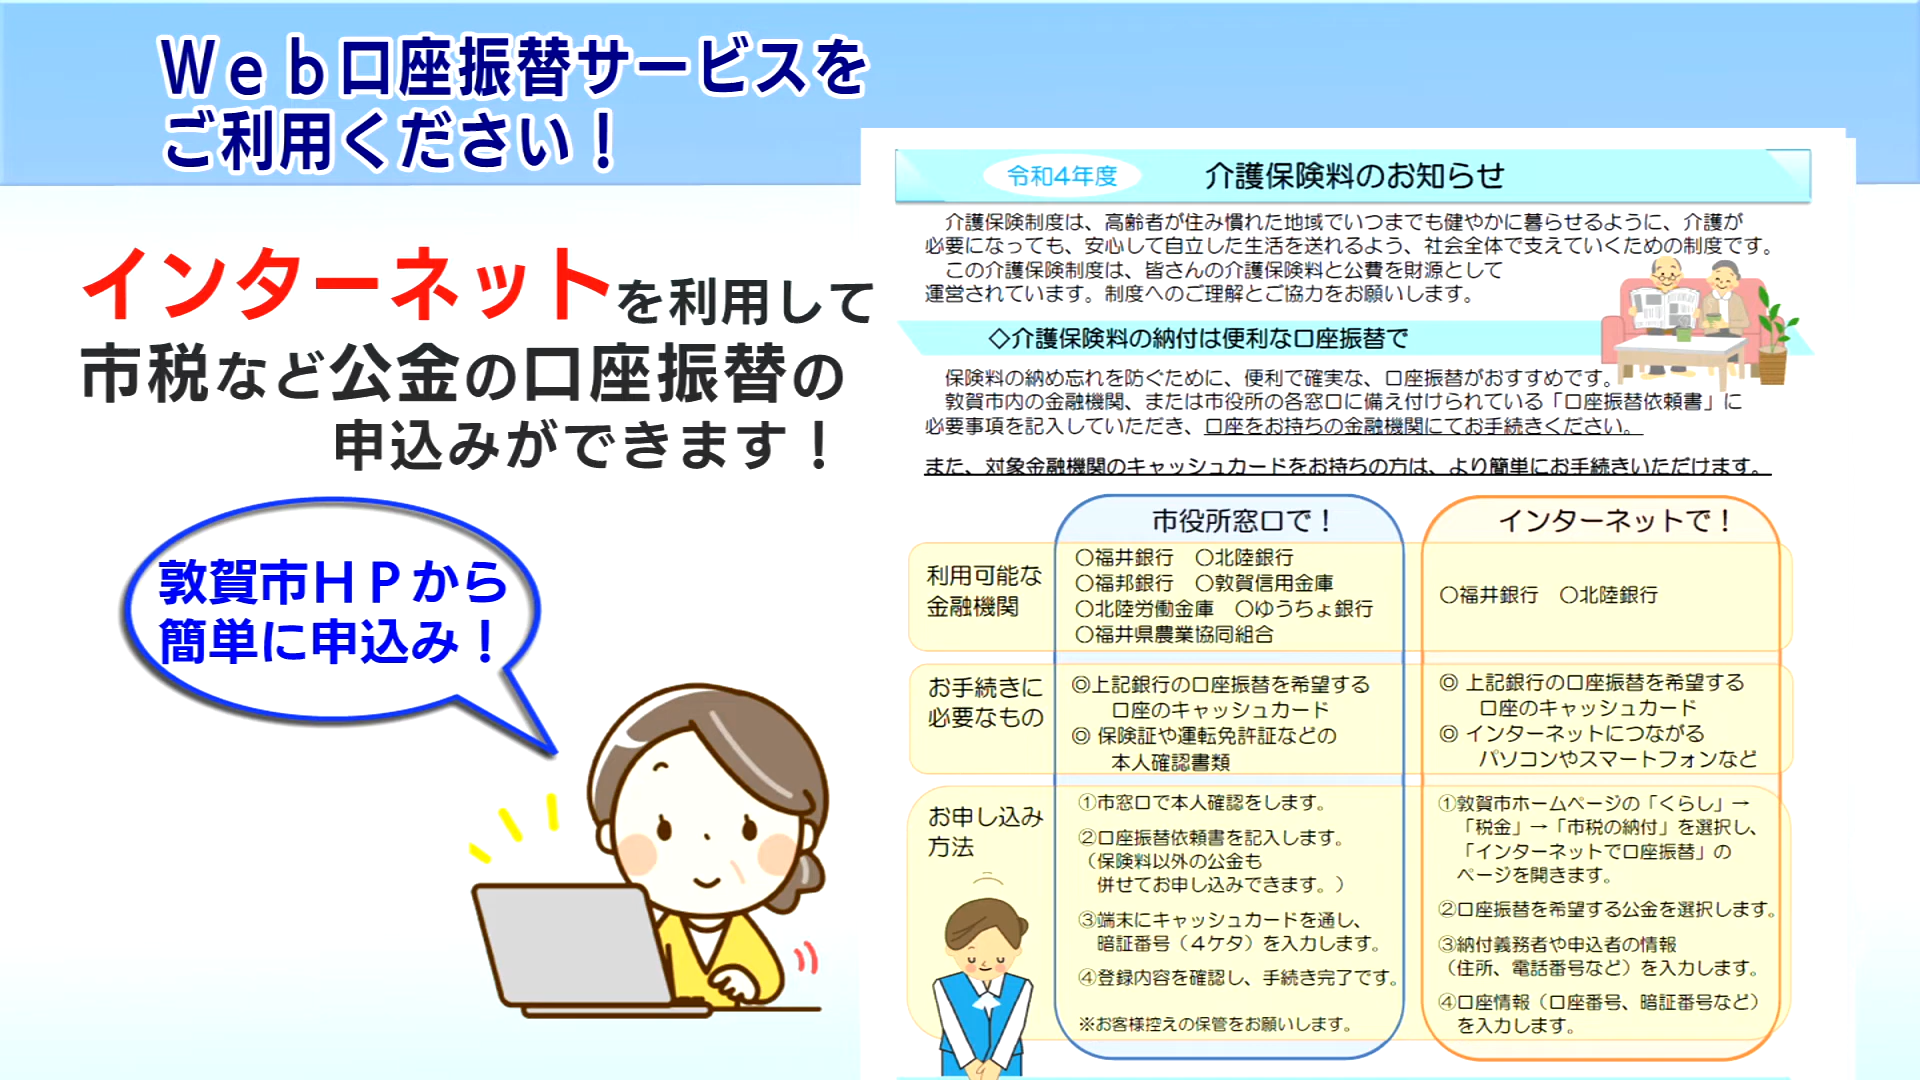 Ｗｅｂ口座振替サービスを
ご利用ください！
インターネットを利用して
市税など公金の口座振替の
申込みができます！
敦賀市ＨＰから
簡単に申込み！
令和4年度　介護保険料のお知らせ
介護保険制度は、高齢者が住み慣れた地域でいつまでも健やかに暮らせるように、介護が
必要になっても、安心して自立した生活を送れるよう、社会全体で支えていくための制度です。
この介護保険制度は、皆さんの介護保険料と公費を財源として
運営されています。制度へのご理解とご協力をお願いします。
◇介護保険料の納付は便利な口座振替で
保険料の納め忘れを防ぐために、便利で確実な、口座振替がおすすめです。
敦賀市内の金融機関、または市役所の各窓口に備え付けられている「口座振替依頼書」に
必要事項を記入していただき、口座をお持ちの金融機関にてお手続きください。
また、対象金融機関のキャッシュカードをお持ちの方は、より簡単にお手続きいただけます。
市役所窓口で！
インターネットで！
利用可能な
金融機関
〇福井銀行　〇北陸銀行
〇福邦銀行　〇敦賀信用金庫
〇北陸労働金庫　〇ゆうちょ銀行
〇福井県農業協同組合
〇福井銀行　〇北陸銀行
お手続きに
必要なもの
◎上記銀行の口座振替を希望する
口座のキャッシュカード
◎ 保険証や運転免許証などの
本人確認書類
◎ 上記銀行の口座振替を希望する
口座のキャッシュカード
◎ インターネットにつながる
パソコンやスマートフォンなど
お申し込み
方法
①市窓口で本人確認をします。
②口座振替依頼書を記入します。
（保険料以外の公金も
併せてお申し込みできます。）
③端末にキャッシュカードを通し、
暗証番号（４ケタ）を入力します。
④登録内容を確認し、手続き完了です。
※お客様控えの保管をお願いします。
①敦賀市ホームページの「くらし」→
「税金」→「市税の納付」を選択し、
「インターネットで口座振替」の
ページを開きます。
②口座振替を希望する公金を選択します。
③納付義務者や申込者の情報
（住所、電話番号など）を入力します。
④口座情報（口座番号、暗証番号など）
を入力します。